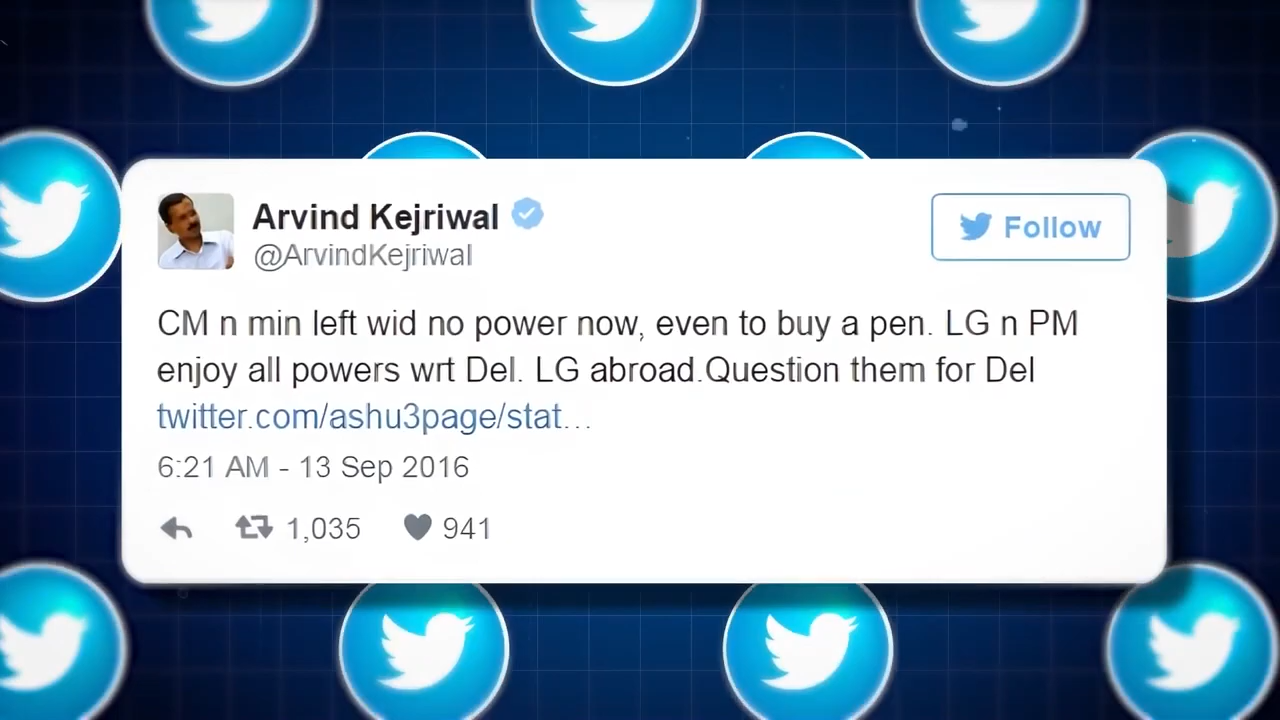 Arvind Kejriwal
@ArvindKejriwal
Follow
CM n min left wid no power now, even to buy a pen. LG n PM
enjoy all powers wrt Del. LG abroad.Question them for Del
twitter.com/ashu3page/stat...
6:21 AM - 13 Sep 2016
1,035 941